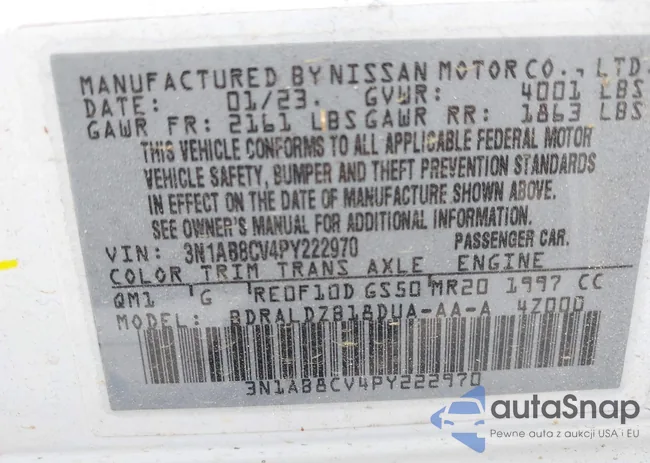 MANUFACTURED BY NISSAN MOTOR CO., LTD.
DATE: 01/23. GVWR: 4001 LBS
GAWR FR: 2161 LBS GAWR RR: 1863 LBS
THIS VEHICLE CONFORMS TO ALL APPLICABLE FEDERAL MOTOR
VEHICLE SAFETY, BUMPER AND THEFT PREVENTION STANDARDS
IN EFFECT ON THE DATE OF MANUFACTURE SHOWN ABOVE.
SEE OWNER'S MANUAL FOR ADDITIONAL INFORMATION.
VIN: 3N1AB8CV4PY222970 PASSENGER CAR.
COLOR TRIM TRANS AXLE ENGINE
QM1 G RE0F10D GS50 MR20 1997 CC
MODEL: BDRALDZ818DUA-AA-A 4Z000
3N1AB8CV4PY222970
autoSnap
Pewne auta z aukcji USA i EU